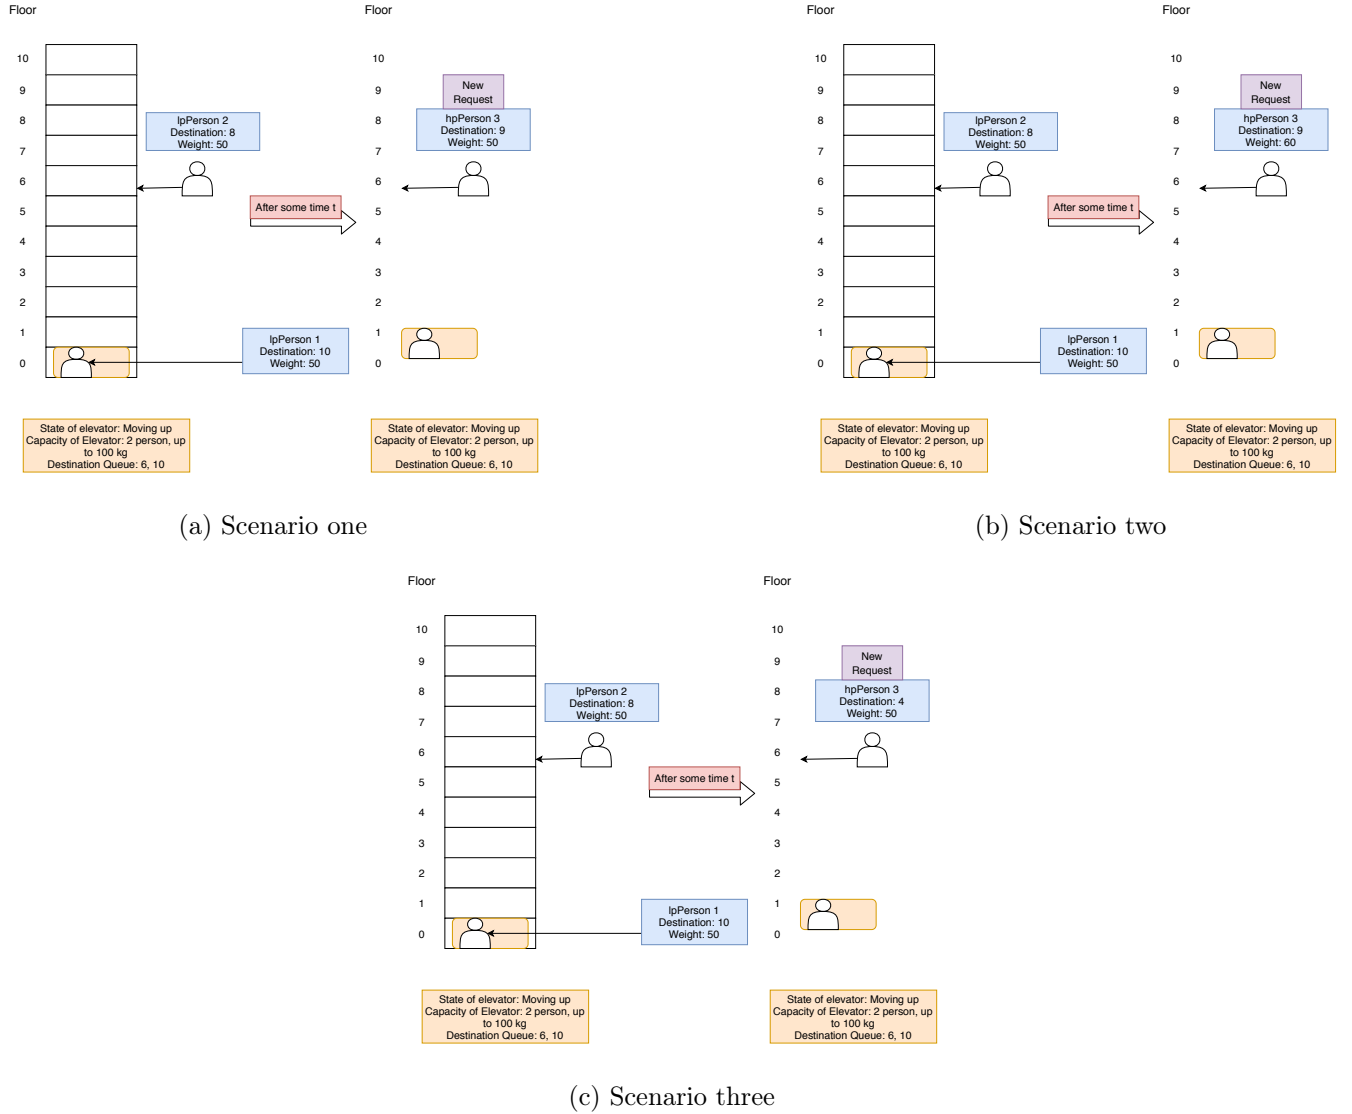 Floor
10
9
8
7
6
5
4
3
2
1
0
lpPerson 2
Destination: 8
Weight: 50
After some time t
lpPerson 1
Destination: 10
Weight: 50
State of elevator: Moving up
Capacity of Elevator: 2 person, up
to 100 kg
Destination Queue: 6, 10
Floor
10
9
8
7
6
5
4
3
2
1
0
New
Request
hpPerson 3
Destination: 9
Weight: 50
State of elevator: Moving up
Capacity of Elevator: 2 person, up
to 100 kg
Destination Queue: 6, 10
(a) Scenario one
Floor
10
9
8
7
6
5
4
3
2
1
0
lpPerson 2
Destination: 8
Weight: 50
After some time t
lpPerson 1
Destination: 10
Weight: 50
State of elevator: Moving up
Capacity of Elevator: 2 person, up
to 100 kg
Destination Queue: 6, 10
Floor
10
9
8
7
6
5
4
3
2
1
0
New
Request
hpPerson 3
Destination: 9
Weight: 60
State of elevator: Moving up
Capacity of Elevator: 2 person, up
to 100 kg
Destination Queue: 6, 10
(b) Scenario two
Floor
10
9
8
7
6
5
4
3
2
1
0
lpPerson 2
Destination: 8
Weight: 50
After some time t
lpPerson 1
Destination: 10
Weight: 50
State of elevator: Moving up
Capacity of Elevator: 2 person, up
to 100 kg
Destination Queue: 6, 10
Floor
10
9
8
7
6
5
4
3
2
1
0
New
Request
hpPerson 3
Destination: 4
Weight: 50
State of elevator: Moving up
Capacity of Elevator: 2 person, up
to 100 kg
Destination Queue: 6, 10
(c) Scenario three